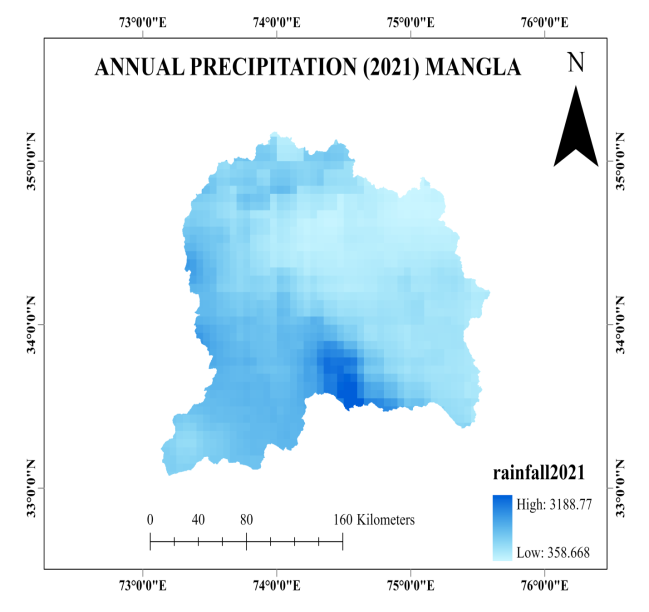 73°0'0"E 74°0'0"E 75°0'0"E 76°0'0"E
ANNUAL PRECIPITATION (2021) MANGLA
N
35°0'0"N 35°0'0"N
34°0'0"N 34°0'0"N
33°0'0"N 33°0'0"N
rainfall2021
High: 3188.77
Low: 358.668
0 40 80 160 Kilometers
73°0'0"E 74°0'0"E 75°0'0"E 76°0'0"E